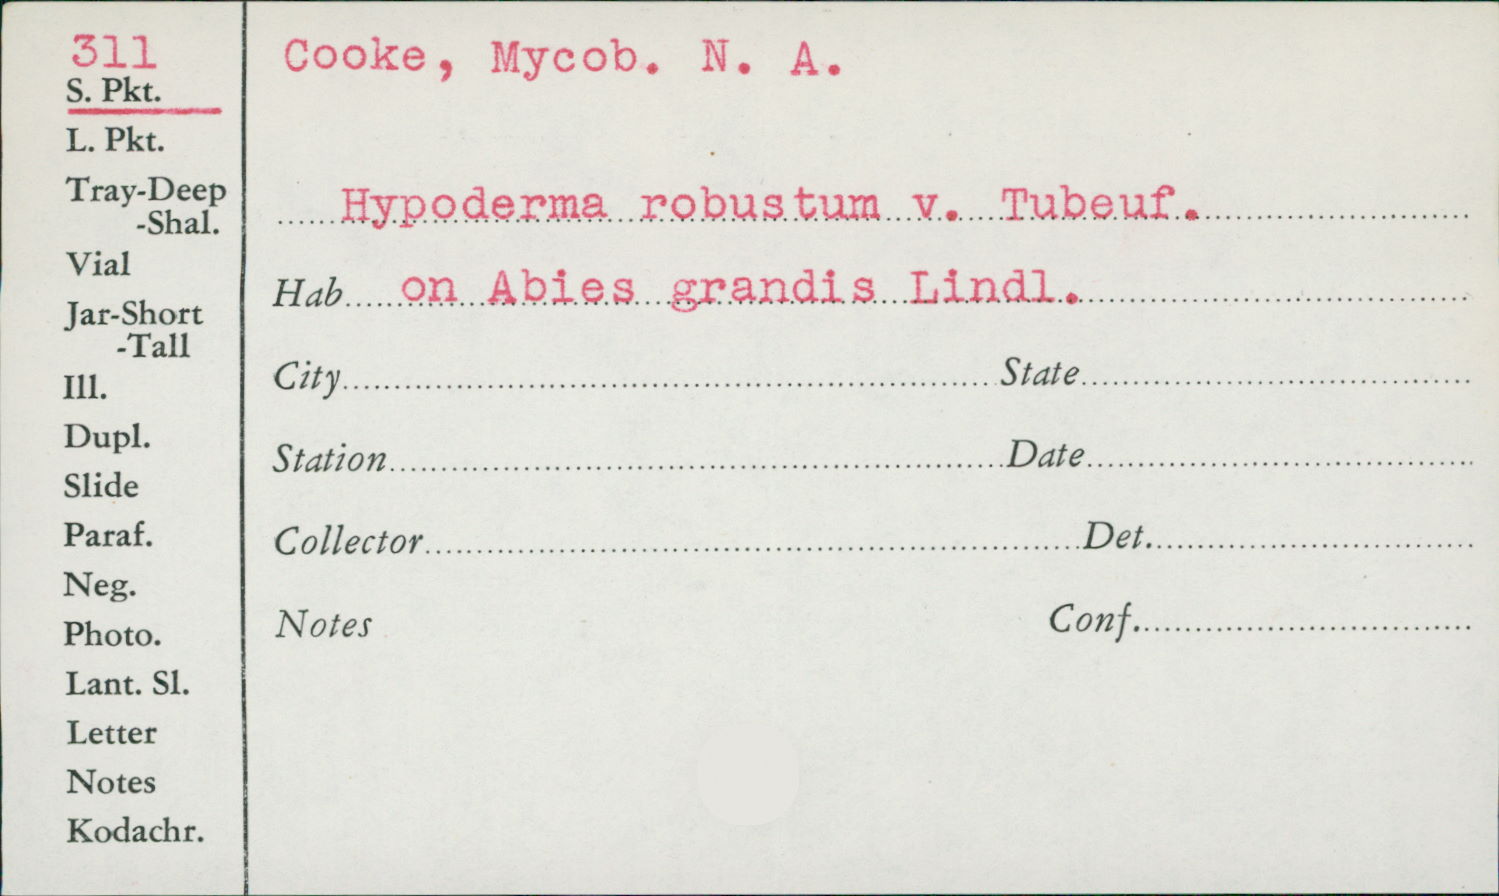 311
S. Pkt.
L. Pkt.
Tray-Deep
-Shal.
Vial
Jar-Short
-Tall
Ill.
Dupl.
Slide
Paraf.
Neg.
Photo.
Lant. Sl.
Letter
Notes
Kodachr.
Cooke, Mycob. N. A.
Hypoderma robustum v. Tubeuf.
Hab on Abies grandis Lindl.
City State
Station Date
Collector Det.
Notes Conf.